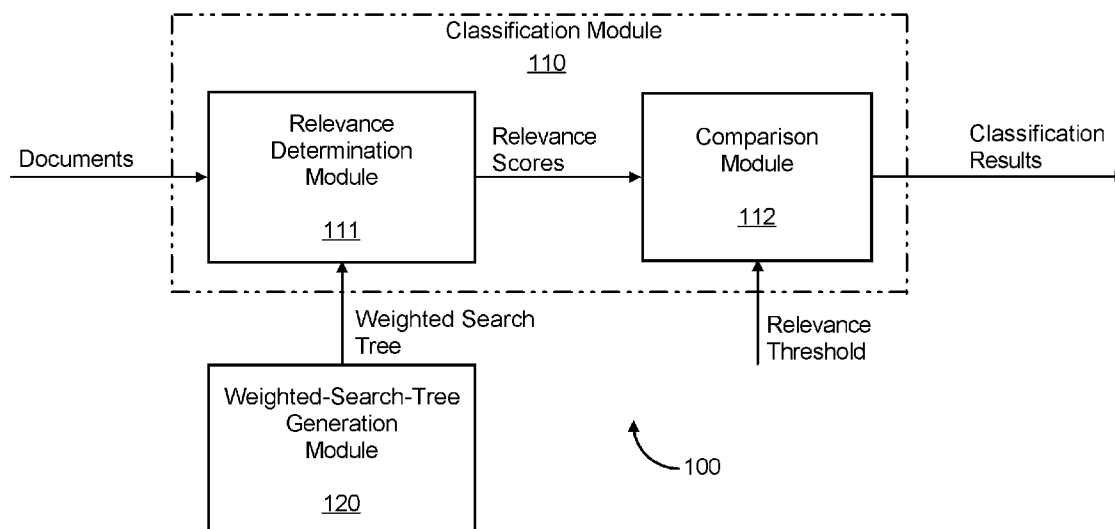 Classification Module
110
Documents
Relevance
Determination
Module
111
Relevance
Scores
Comparison
Module
112
Classification
Results
Weighted Search
Tree
Relevance
Threshold
Weighted-Search-Tree
Generation
Module
120
100